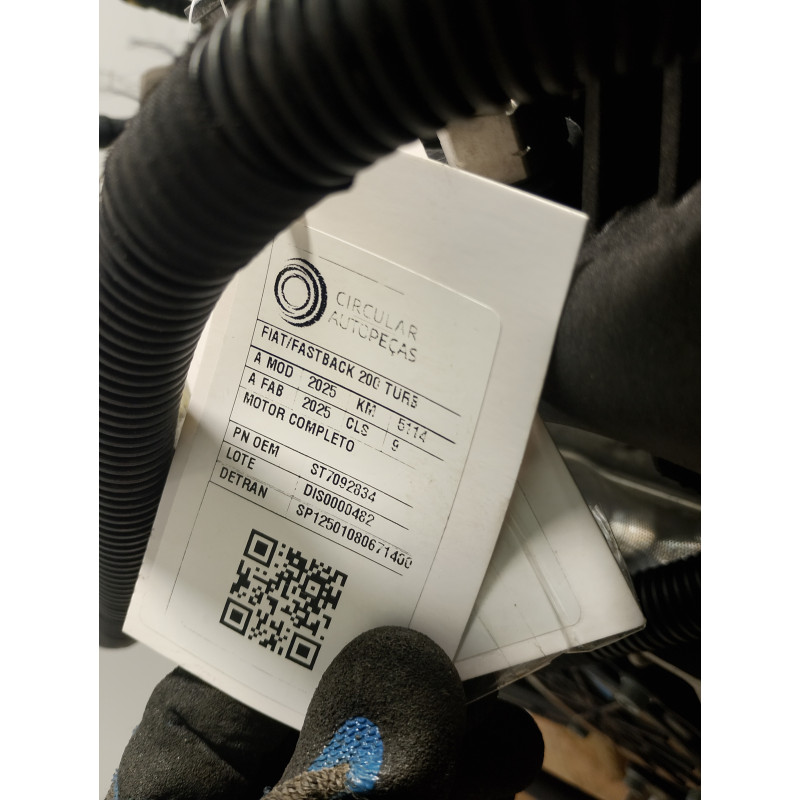 CIRCULAR
AUTOPEÇAS
FIAT/FASTBACK 200 TURB
A MOD 2025 KM 5114
A FAB 2025 CLS 9
MOTOR COMPLETO
PN OEM ST7092834
LOTE DIS0000482
DETRAN SP12501080671400